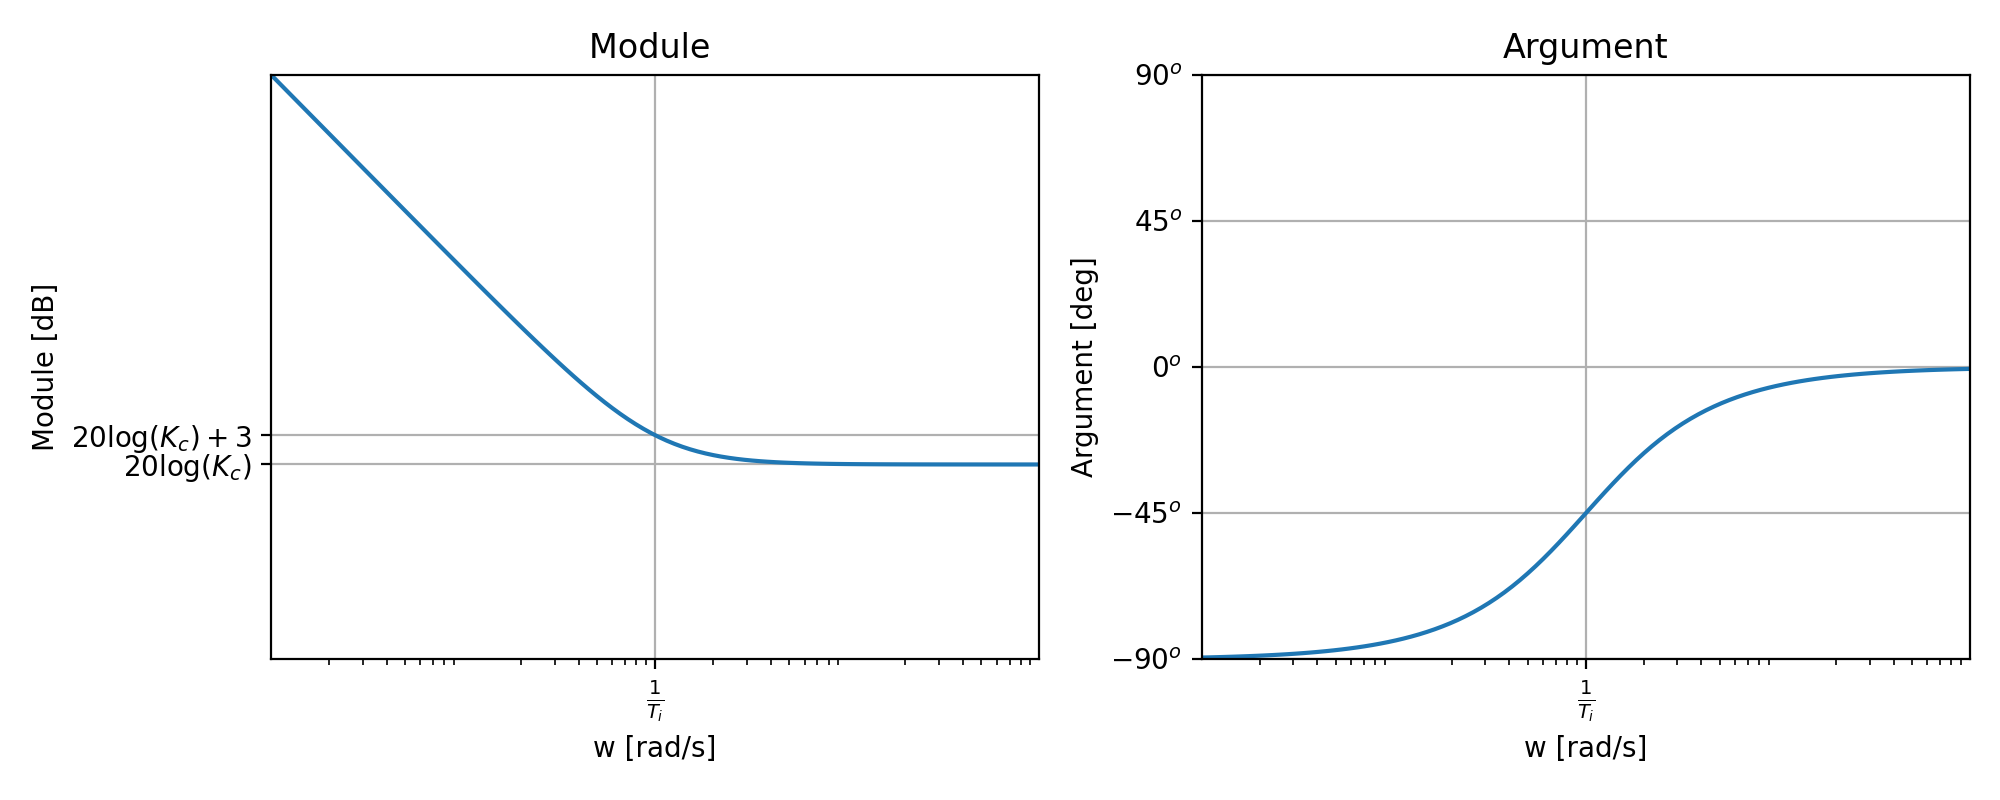 Module
Module [dB]
20log(K_c) + 3
20log(K_c)
1/T_i
w [rad/s]
Argument
Argument [deg]
90^o
45^o
0^o
−45^o
−90^o
1/T_i
w [rad/s]